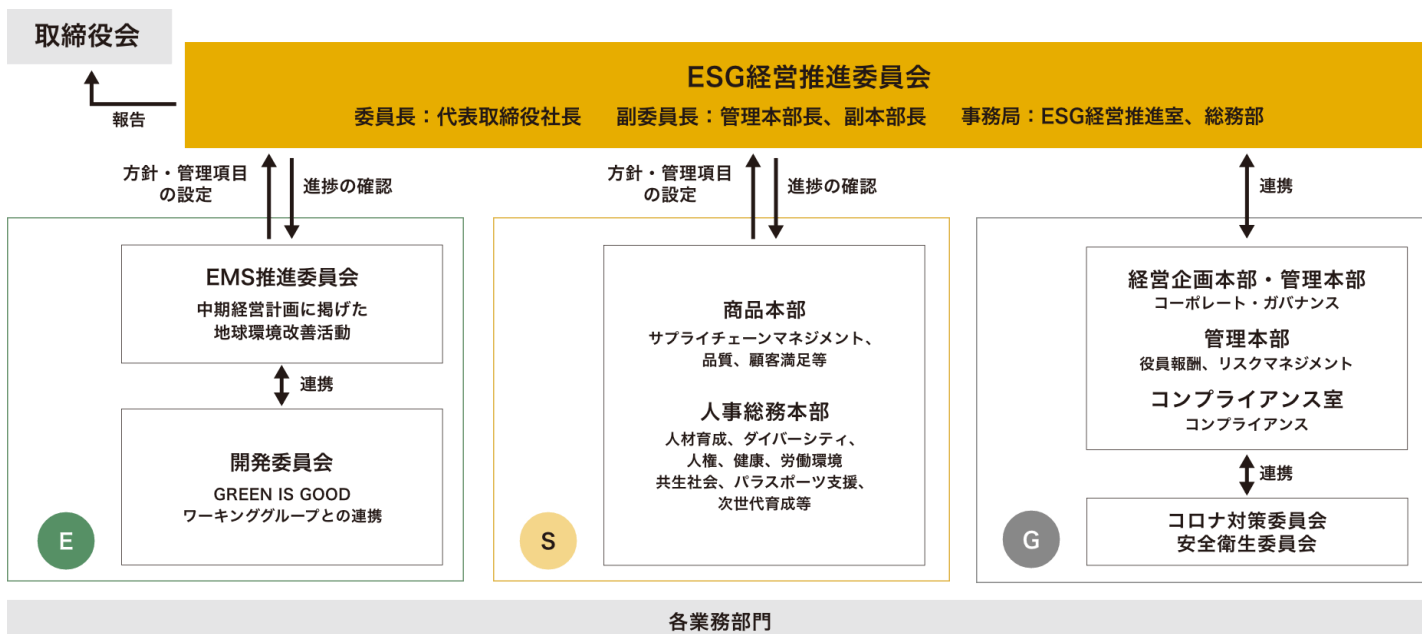 取締役会
ESG経営推進委員会
委員長：代表取締役社長　副委員長：管理本部長、副本部長　事務局：ESG経営推進室、総務部
報告
方針・管理項目
の設定
進捗の確認
方針・管理項目
の設定
進捗の確認
連携
EMS推進委員会
中期経営計画に掲げた
地球環境改善活動
連携
開発委員会
GREEN IS GOOD
ワーキンググループとの連携
E
商品本部
サプライチェーンマネジメント、
品質、顧客満足等
人事総務本部
人材育成、ダイバーシティ、
人権、健康、労働環境
共生社会、パラスポーツ支援、
次世代育成等
S
経営企画本部・管理本部
コーポレート・ガバナンス
管理本部
役員報酬、リスクマネジメント
コンプライアンス室
コンプライアンス
連携
コロナ対策委員会
安全衛生委員会
G
各業務部門